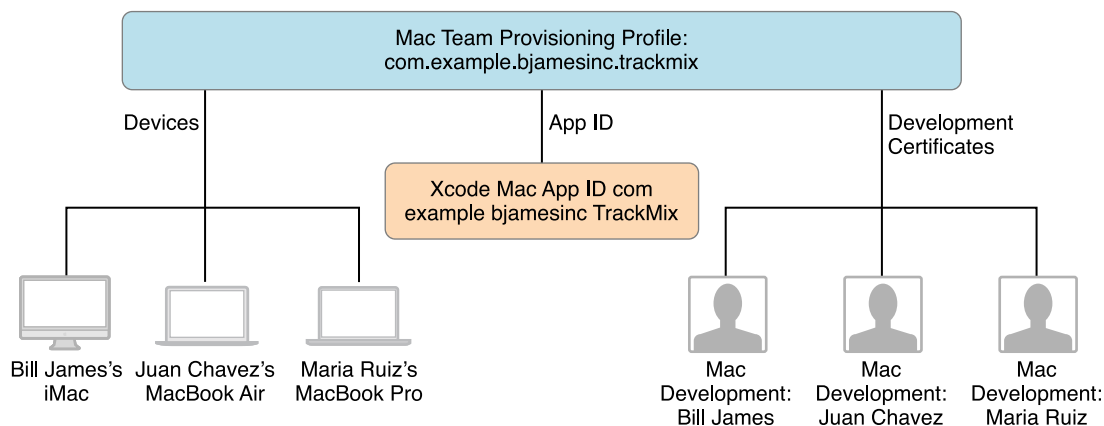 Mac Team Provisioning Profile:
com.example.bjamesinc.trackmix
Devices
App ID
Development
Certificates
Xcode Mac App ID com
example bjamesinc TrackMix
Bill James's
iMac
Juan Chavez's
MacBook Air
Maria Ruiz's
MacBook Pro
Mac
Development:
Bill James
Mac
Development:
Juan Chavez
Mac
Development:
Maria Ruiz